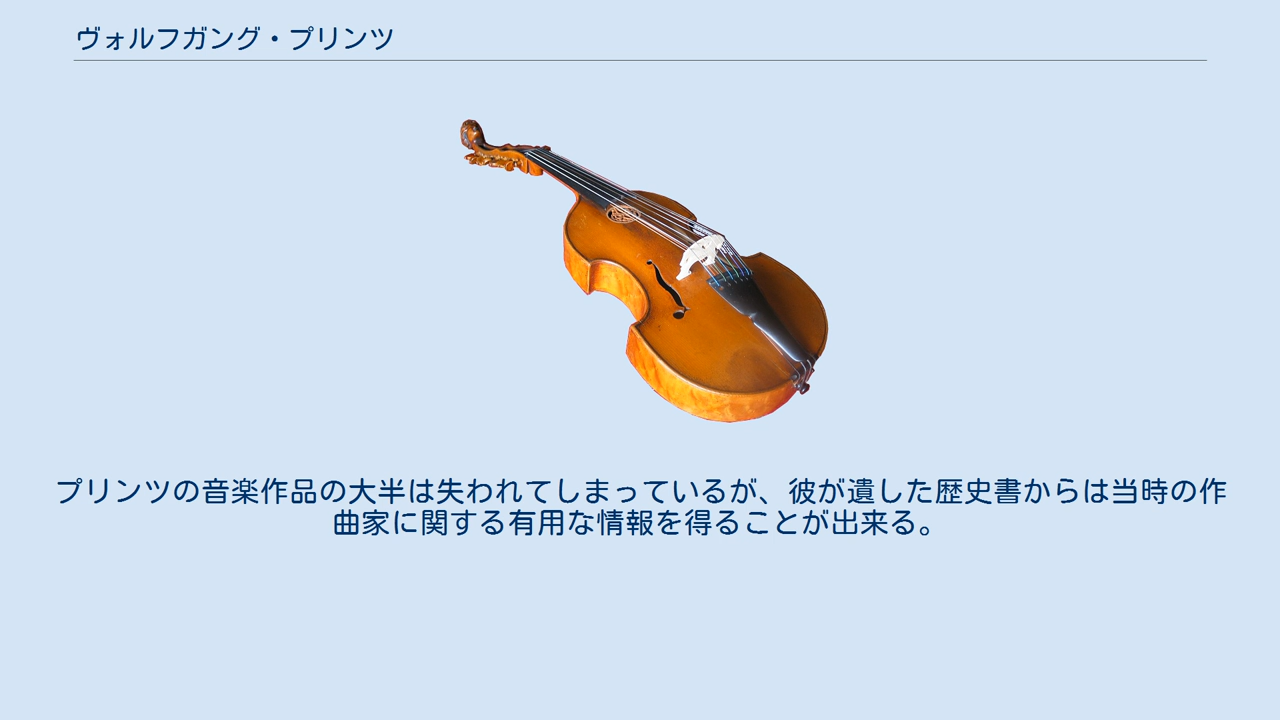 ヴォルフガング・プリンツ
プリンツの音楽作品の大半は失われてしまっているが、彼が遺した歴史書からは当時の作
曲家に関する有用な情報を得ることが出来る。